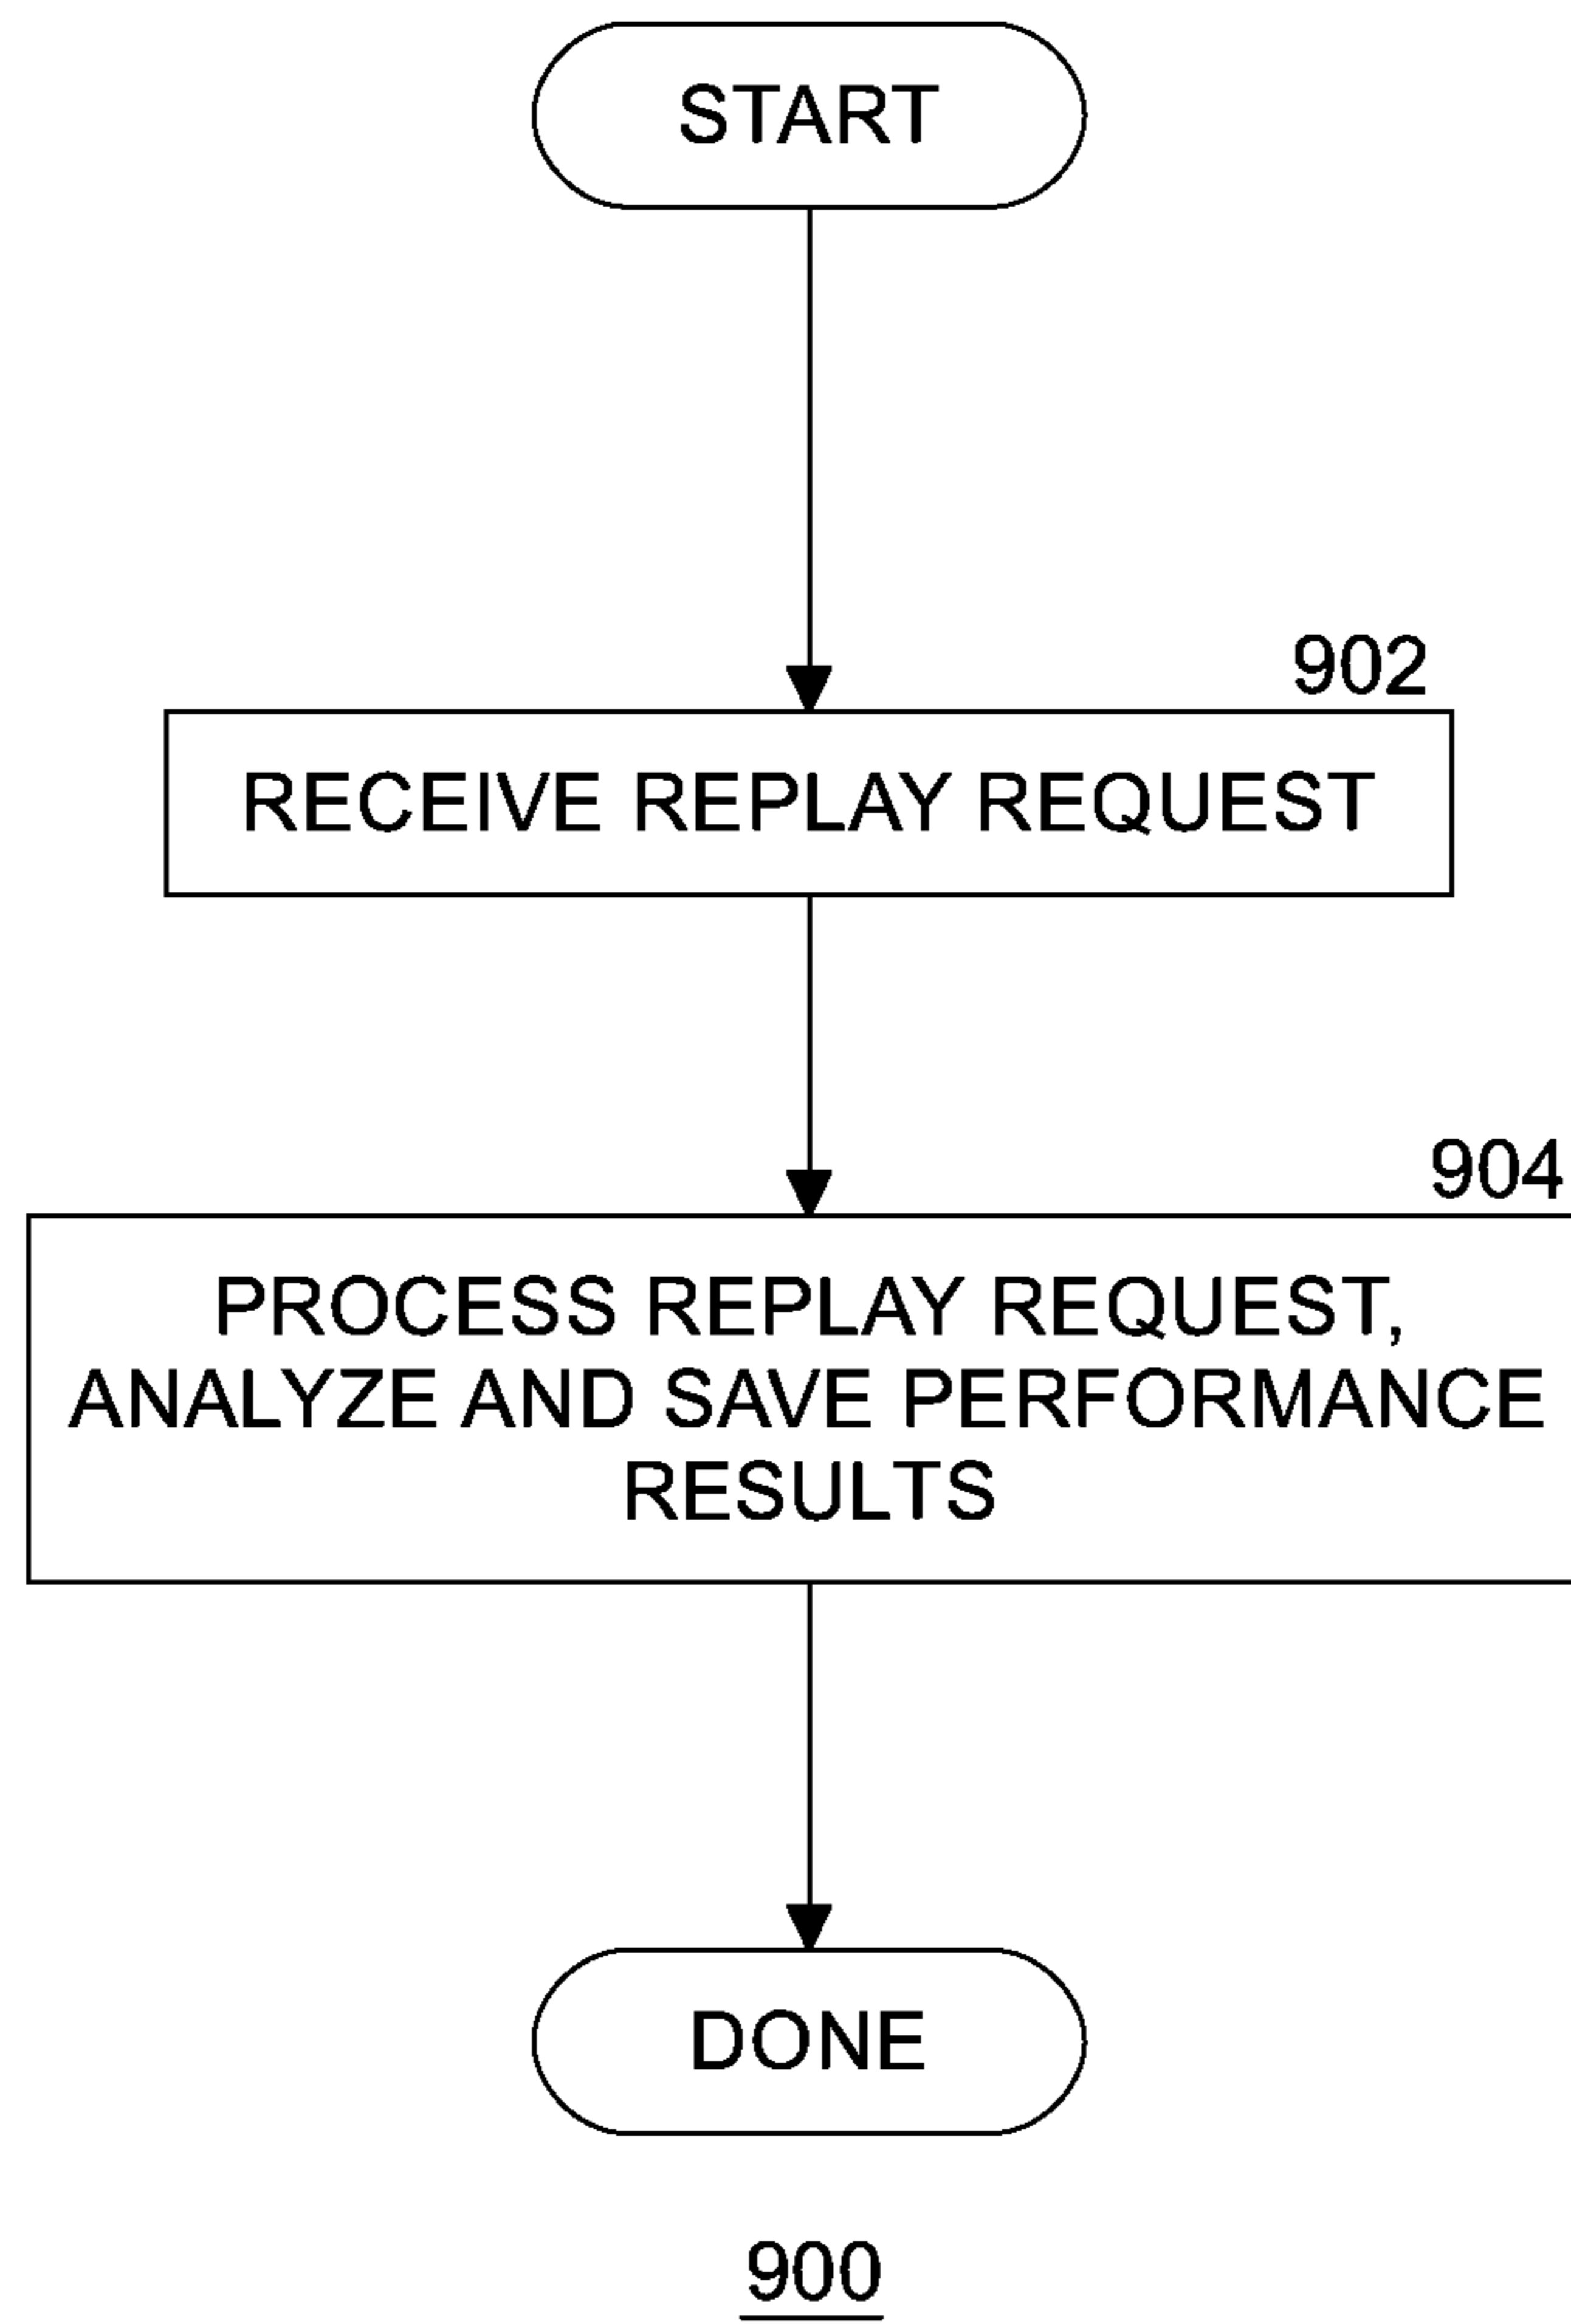 START
902
RECEIVE REPLAY REQUEST
904
PROCESS REPLAY REQUEST,
ANALYZE AND SAVE PERFORMANCE
RESULTS
DONE
900